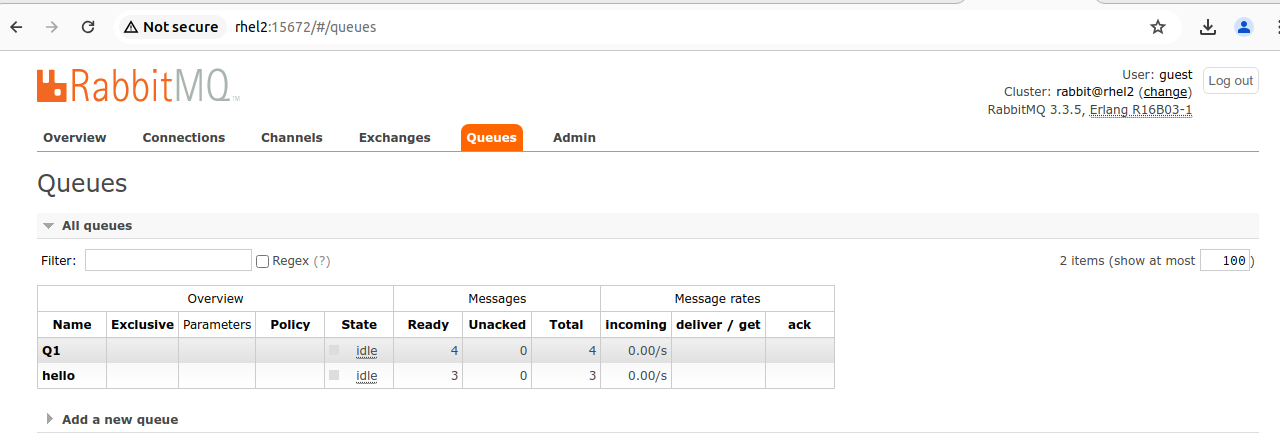 Not secure rhel2:15672/#/queues
RabbitMQ™
User: guest
Cluster: rabbit@rhel2 (change)
RabbitMQ 3.3.5, Erlang R16B03-1
Log out
Overview Connections Channels Exchanges Queues Admin
Queues
All queues
Filter: Regex (?) 2 items (show at most 100)
Overview Messages Message rates
Name Exclusive Parameters Policy State Ready Unacked Total incoming deliver / get ack
Q1 idle 4 0 4 0.00/s
hello idle 3 0 3 0.00/s
Add a new queue